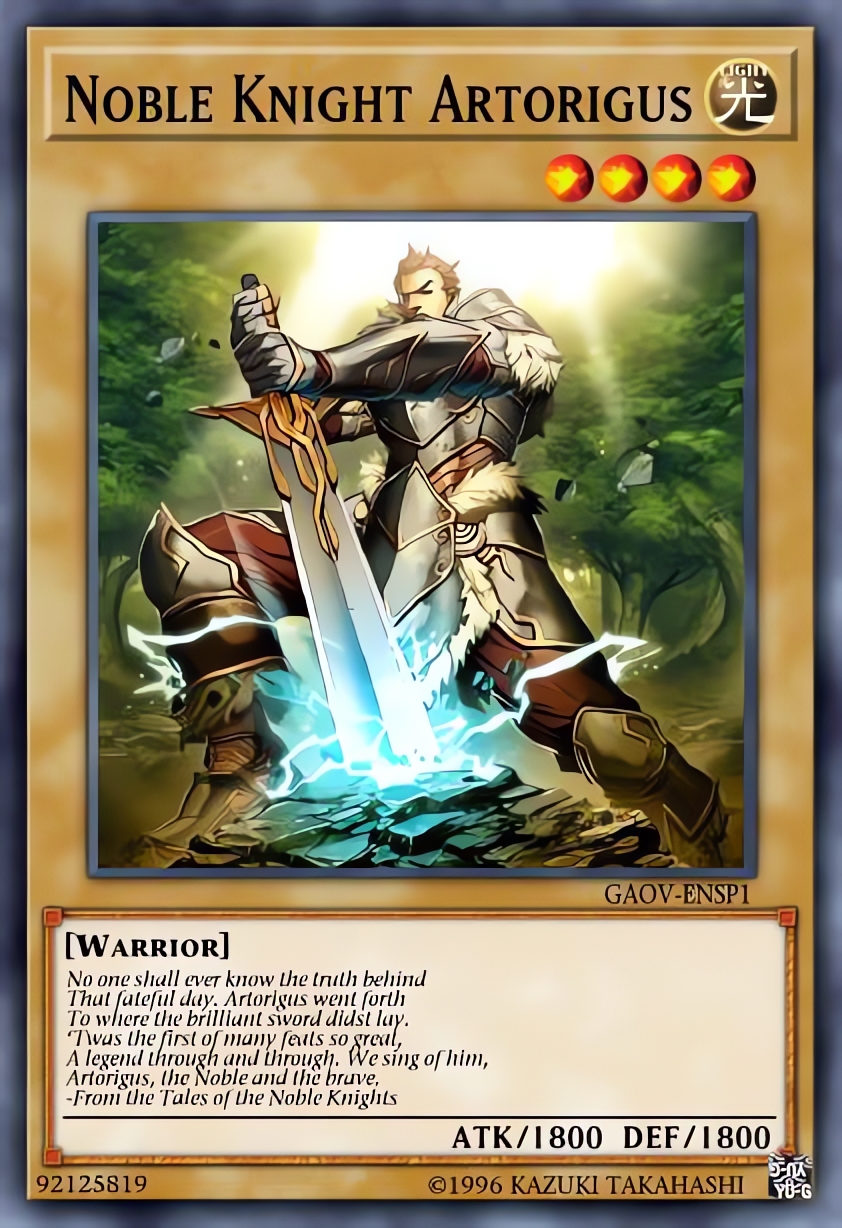 NOBLE KNIGHT ARTORIGUS
LIGHT
光
GAOV-ENSP1
[WARRIOR]
No one shall ever know the truth behind
That fateful day. Artorigus went forth
To where the brilliant sword didst lay.
'Twas the first of many feats so great,
A legend through and through. We sing of him,
Artorigus, the Noble and the brave,
-From the Tales of the Noble Knights
ATK/1800 DEF/1800
92125819
©1996 KAZUKI TAKAHASHI